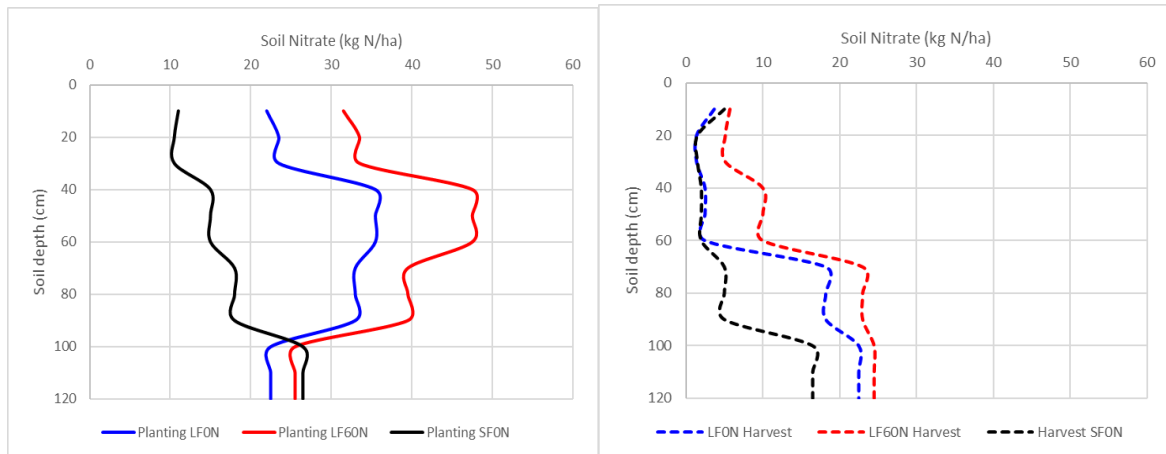 Soil Nitrate (kg N/ha)
0 10 20 30 40 50 60
0
20
40
60
80
100
120
Soil depth (cm)
Planting LF0N Planting LF60N Planting SF0N
Soil Nitrate (kg N/ha)
0 10 20 30 40 50 60
0
20
40
60
80
100
120
Soil depth (cm)
LF0N Harvest LF60N Harvest Harvest SF0N